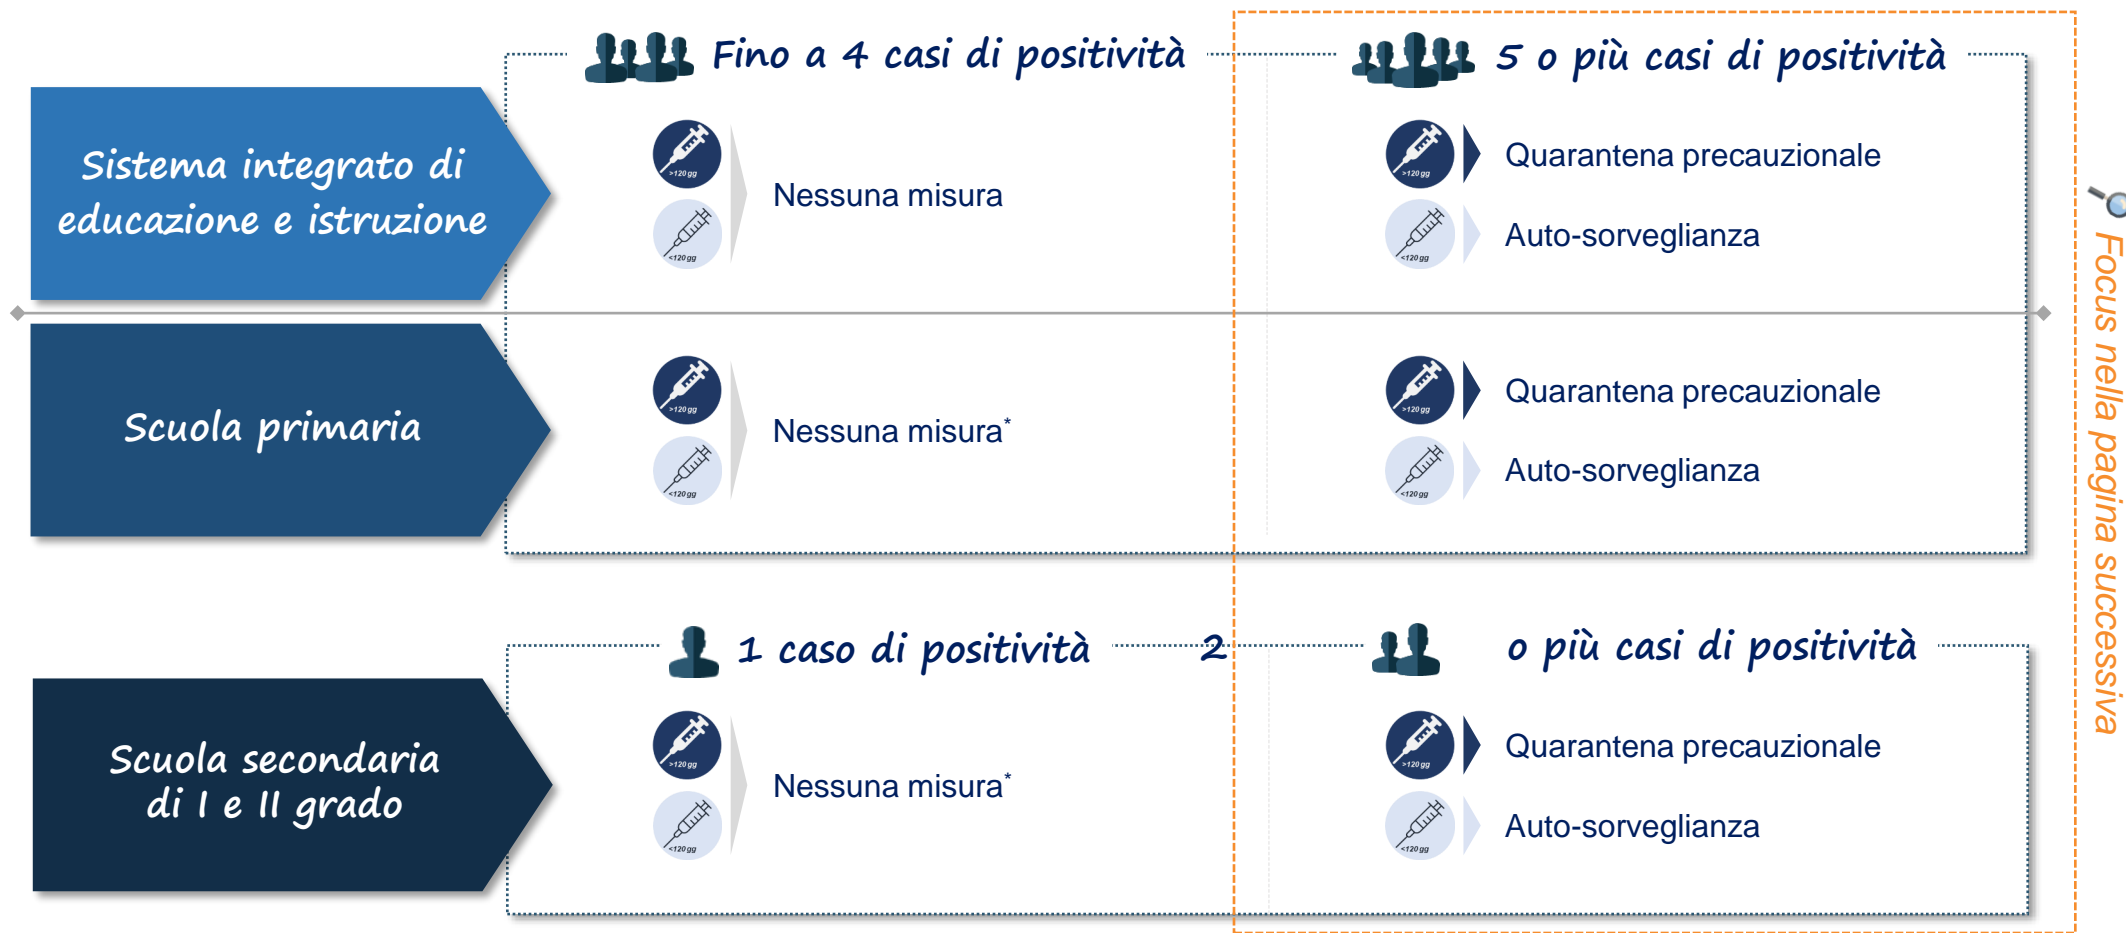 Fino a 4 casi di positività
5 o più casi di positività
Sistema integrato di
educazione e istruzione
>120 gg
<120 gg
Nessuna misura
>120 gg
Quarantena precauzionale
<120 gg
Auto-sorveglianza
Scuola primaria
>120 gg
<120 gg
Nessuna misura*
>120 gg
Quarantena precauzionale
<120 gg
Auto-sorveglianza
1 caso di positività
2 o più casi di positività
Scuola secondaria
di I e II grado
>120 gg
<120 gg
Nessuna misura*
>120 gg
Quarantena precauzionale
<120 gg
Auto-sorveglianza
Focus nella pagina successiva